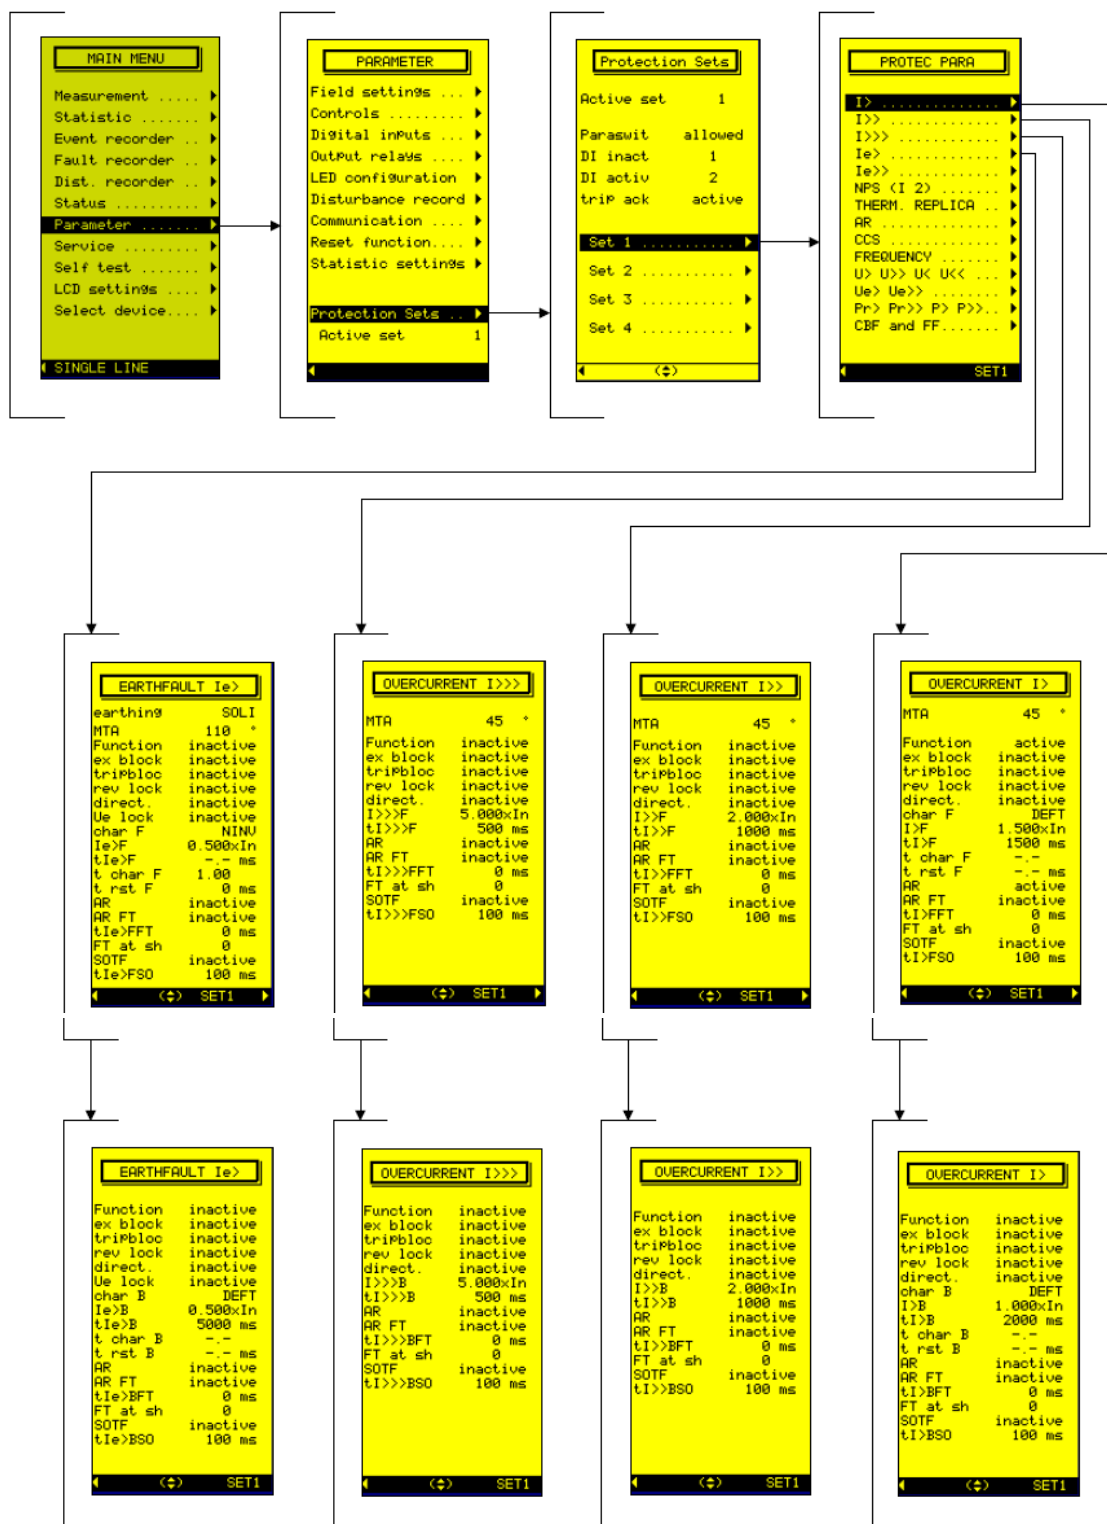 MAIN MENU
Measurement .....
Statistic .........
Event recorder ..
Fault recorder ..
Dist. recorder ..
Status ..........
Parameter ........
Service ..........
Self test .......
LCD settings ....
Select device....
SINGLE LINE
PARAMETER
Field settings ...
Controls ..........
Digital inputs ...
Output relays ....
LED configuration
Disturbance record
Communication ....
Reset function....
Statistic settings
Protection Sets ..
Active set 1
Protection Sets
Active set 1
Paraswit allowed
DI inact 1
DI activ 2
trip ack active
Set 1 ...........
Set 2 ...........
Set 3 ...........
Set 4 ...........
(♦)
PROTEC PARA
I> ..............
I>> .............
I>>> ............
Ie> .............
Ie>> ............
NPS (I 2) .......
THERM. REPLICA ..
AR ..............
CCS .............
FREQUENCY .......
U> U>> U< U<< ...
Ue> Ue>> ........
Pr> Pr>> P> P>>..
CBF and FF.......
SET1
EARTHFAULT Ie>
earthing SOLI
MTA 110 °
Function inactive
ex block inactive
tripbloc inactive
rev lock inactive
direct. inactive
Ue lock inactive
char F NINV
Ie>F 0.500xIn
tIe>F -.- ms
t char F 1.00
t rst F 0 ms
AR inactive
AR FT inactive
tIe>FFT 0 ms
FT at sh 0
SOTF inactive
tIe>FSO 100 ms
(♦) SET1
OVERCURRENT I>>>
MTA 45 °
Function inactive
ex block inactive
tripbloc inactive
rev lock inactive
direct. inactive
I>>>F 5.000xIn
tI>>>F 500 ms
AR inactive
AR FT inactive
tI>>>FFT 0 ms
FT at sh 0
SOTF inactive
tI>>>FSO 100 ms
(♦) SET1
OVERCURRENT I>>
MTA 45 °
Function inactive
ex block inactive
tripbloc inactive
rev lock inactive
direct. inactive
I>>F 2.000xIn
tI>>F 1000 ms
AR inactive
AR FT inactive
tI>>FFT 0 ms
FT at sh 0
SOTF inactive
tI>>FSO 100 ms
(♦) SET1
OVERCURRENT I>
MTA 45 °
Function active
ex block inactive
tripbloc inactive
rev lock inactive
direct. inactive
char F DEFT
I>F 1.500xIn
tI>F 1500 ms
t char F -.-
t rst F -.- ms
AR active
AR FT inactive
tI>FFT 0 ms
FT at sh 0
SOTF inactive
tI>FSO 100 ms
(♦) SET1
EARTHFAULT Ie>
Function inactive
ex block inactive
tripbloc inactive
rev lock inactive
direct. inactive
Ue lock inactive
char B DEFT
Ie>B 0.500xIn
tIe>B 5000 ms
t char B -.-
t rst B -.- ms
AR inactive
AR FT inactive
tIe>BFT 0 ms
FT at sh 0
SOTF inactive
tIe>BSO 100 ms
(♦) SET1
OVERCURRENT I>>>
Function inactive
ex block inactive
tripbloc inactive
rev lock inactive
direct. inactive
I>>>B 5.000xIn
tI>>>B 500 ms
AR inactive
AR FT inactive
tI>>>BFT 0 ms
FT at sh 0
SOTF inactive
tI>>>BSO 100 ms
(♦) SET1
OVERCURRENT I>>
Function inactive
ex block inactive
tripbloc inactive
rev lock inactive
direct. inactive
I>>B 2.000xIn
tI>>B 1000 ms
AR inactive
AR FT inactive
tI>>BFT 0 ms
FT at sh 0
SOTF inactive
tI>>BSO 100 ms
(♦) SET1
OVERCURRENT I>
Function inactive
ex block inactive
tripbloc inactive
rev lock inactive
direct. inactive
char B DEFT
I>B 1.000xIn
tI>B 2000 ms
t char B -.-
t rst B -.- ms
AR inactive
AR FT inactive
tI>BFT 0 ms
FT at sh 0
SOTF inactive
tI>BSO 100 ms
(♦) SET1